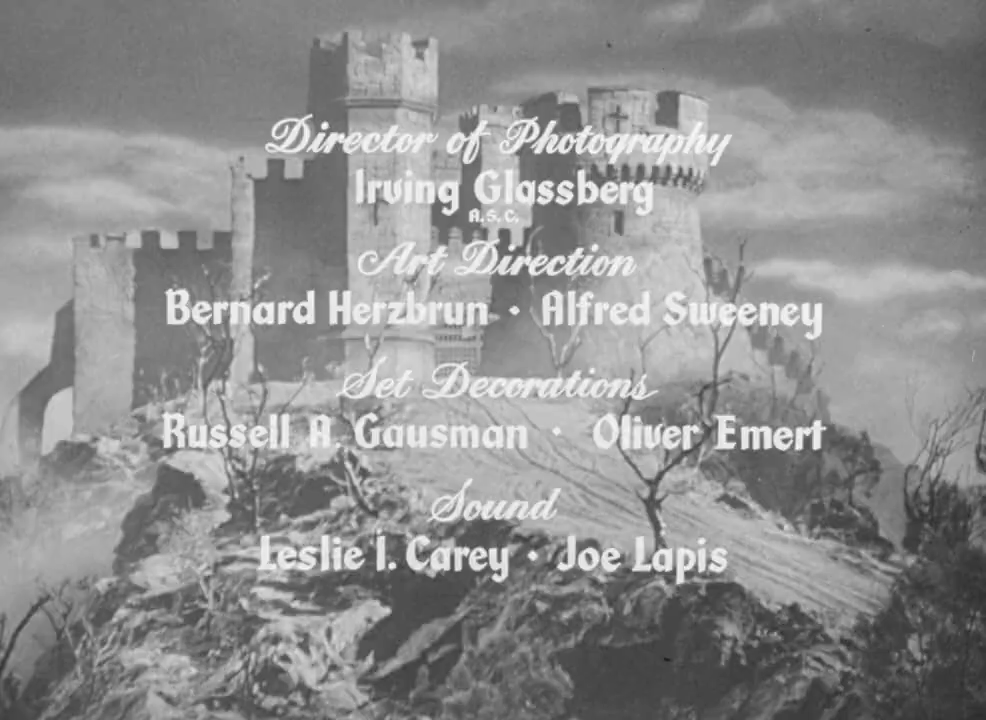 Director of Photography
Irving Glassberg
A.S.C.
Art Direction
Bernard Herzbrun · Alfred Sweeney
Set Decorations
Russell A. Gausman · Oliver Emert
Sound
Leslie I. Carey · Joe Lapis